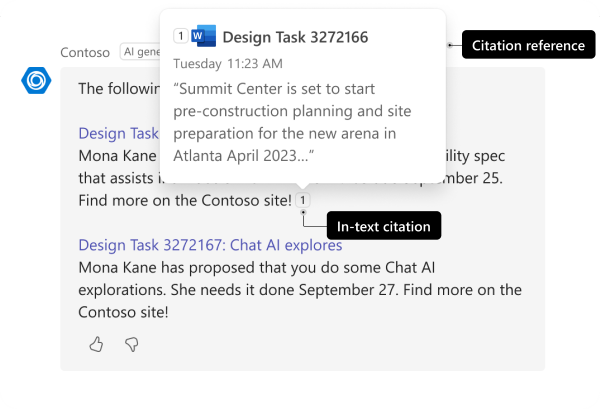 1 W Design Task 3272166
Tuesday 11:23 AM
“Summit Center is set to start
pre-construction planning and site
preparation for the new arena in
Atlanta April 2023...”
Citation reference
Contoso AI gene
The followin
Design Task
Mona Kane ility spec
that assists i September 25.
Find more on the Contoso site! 1
In-text citation
Design Task 3272167: Chat AI explores
Mona Kane has proposed that you do some Chat AI
explorations. She needs it done September 27. Find more on the
Contoso site!